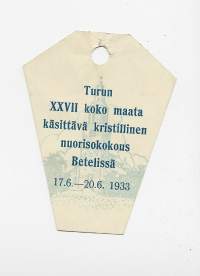 Turun
XXVII koko maata
käsittävä kristillinen
nuorisokokous
Betelissä
17.6.—20.6. 1933